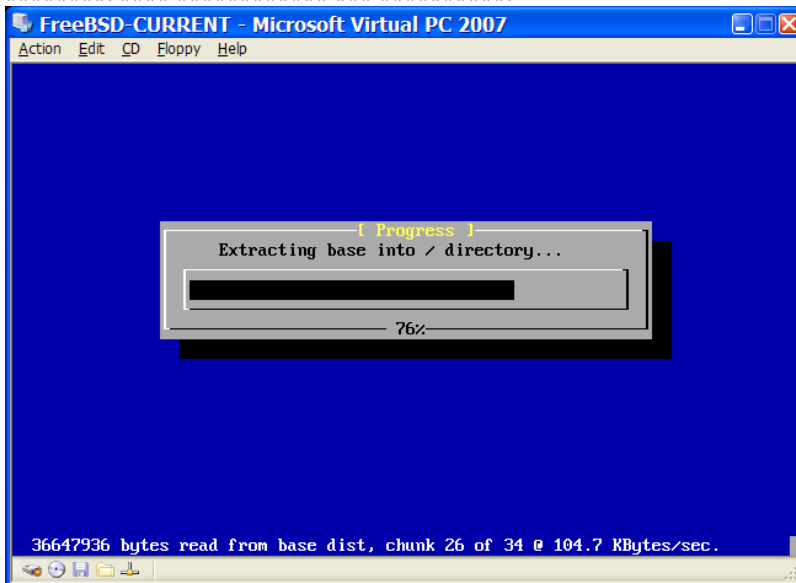 FreeBSD-CURRENT - Microsoft Virtual PC 2007
Action Edit CD Floppy Help
[ Progress ]
Extracting base into / directory...
76%
36647936 bytes read from base dist, chunk 26 of 34 @ 104.7 KBytes/sec.